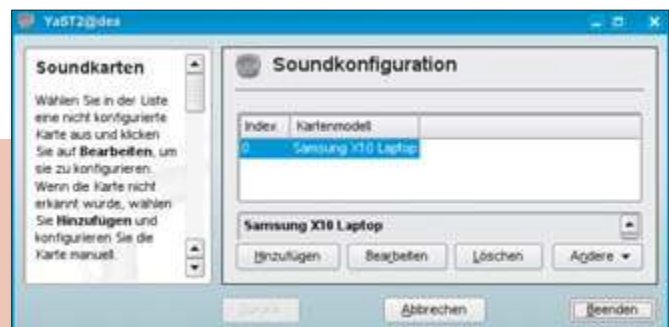 YaST2@dea
Soundkarten
Wählen Sie in der Liste
eine nicht konfigurierte
Karte aus und klicken
Sie auf Bearbeiten, um
sie zu konfigurieren.
Wenn die Karte nicht
erkannt wurde, wählen
Sie Hinzufügen und
konfigurieren Sie die
Karte manuell.
Soundkonfiguration
Index Kartenmodell
0 Samsung X10 Laptop
Samsung X10 Laptop
Hinzufügen Bearbeiten Löschen Andere
Abbrechen Beenden